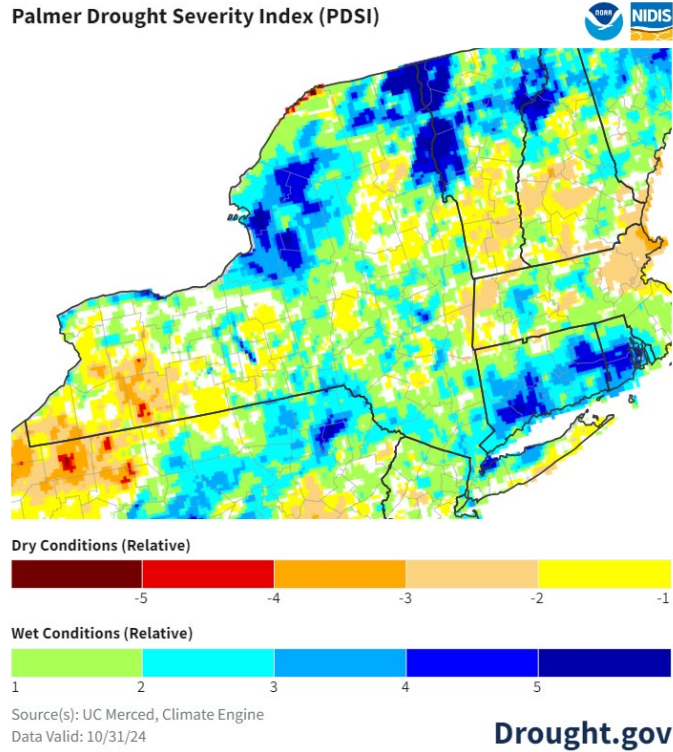 Palmer Drought Severity Index (PDSI)
NOAA
NIDIS
Dry Conditions (Relative)
-5 -4 -3 -2 -1
Wet Conditions (Relative)
1 2 3 4 5
Source(s): UC Merced, Climate Engine
Data Valid: 10/31/24
Drought.gov